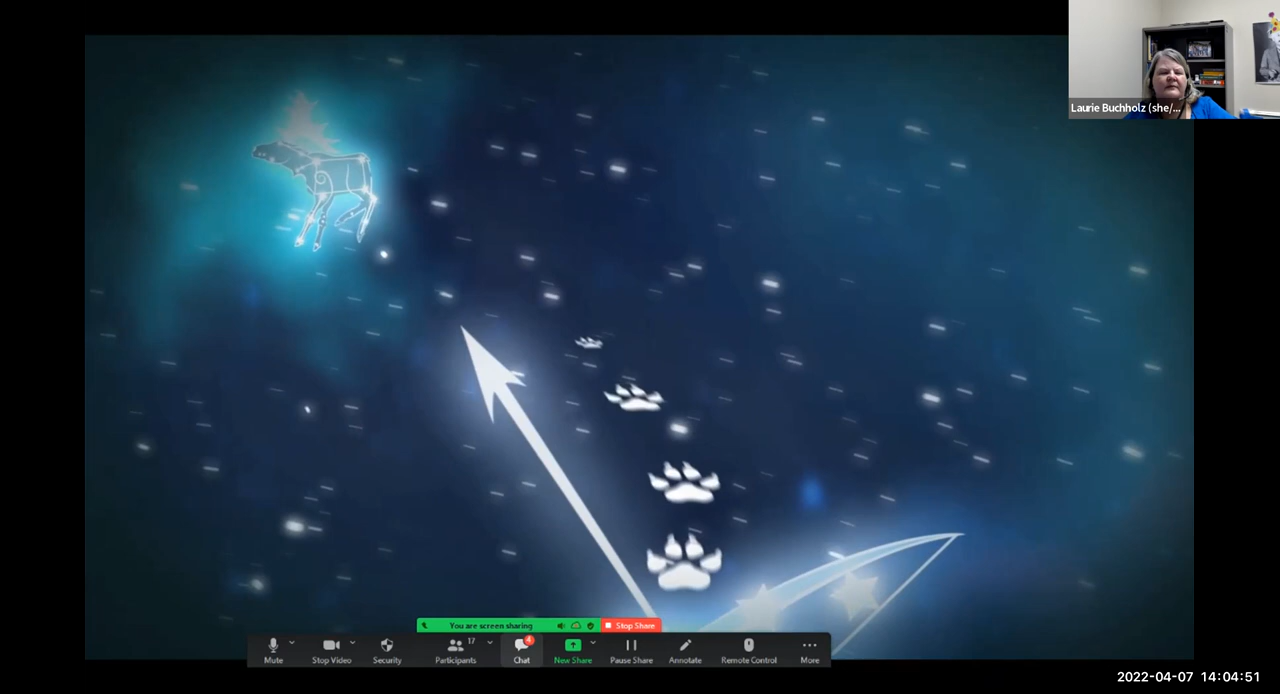 Laurie Buchholz (she/...
You are screen sharing
Stop Share
Mute
Stop Video
Security
17
Participants
4
Chat
New Share
Pause Share
Annotate
Remote Control
More
2022-04-07 14:04:51